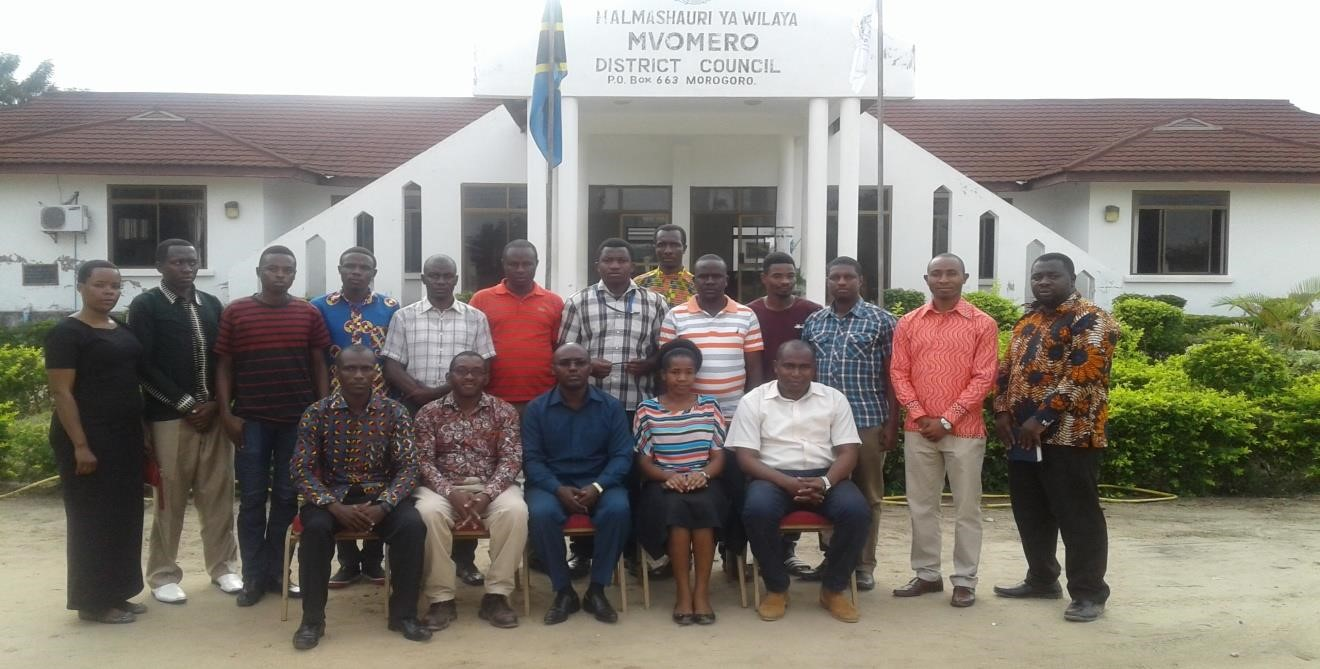 HALMASHAURI YA WILAYA
MVOMERO
DISTRICT COUNCIL
P.O. BOX 663 MOROGORO.